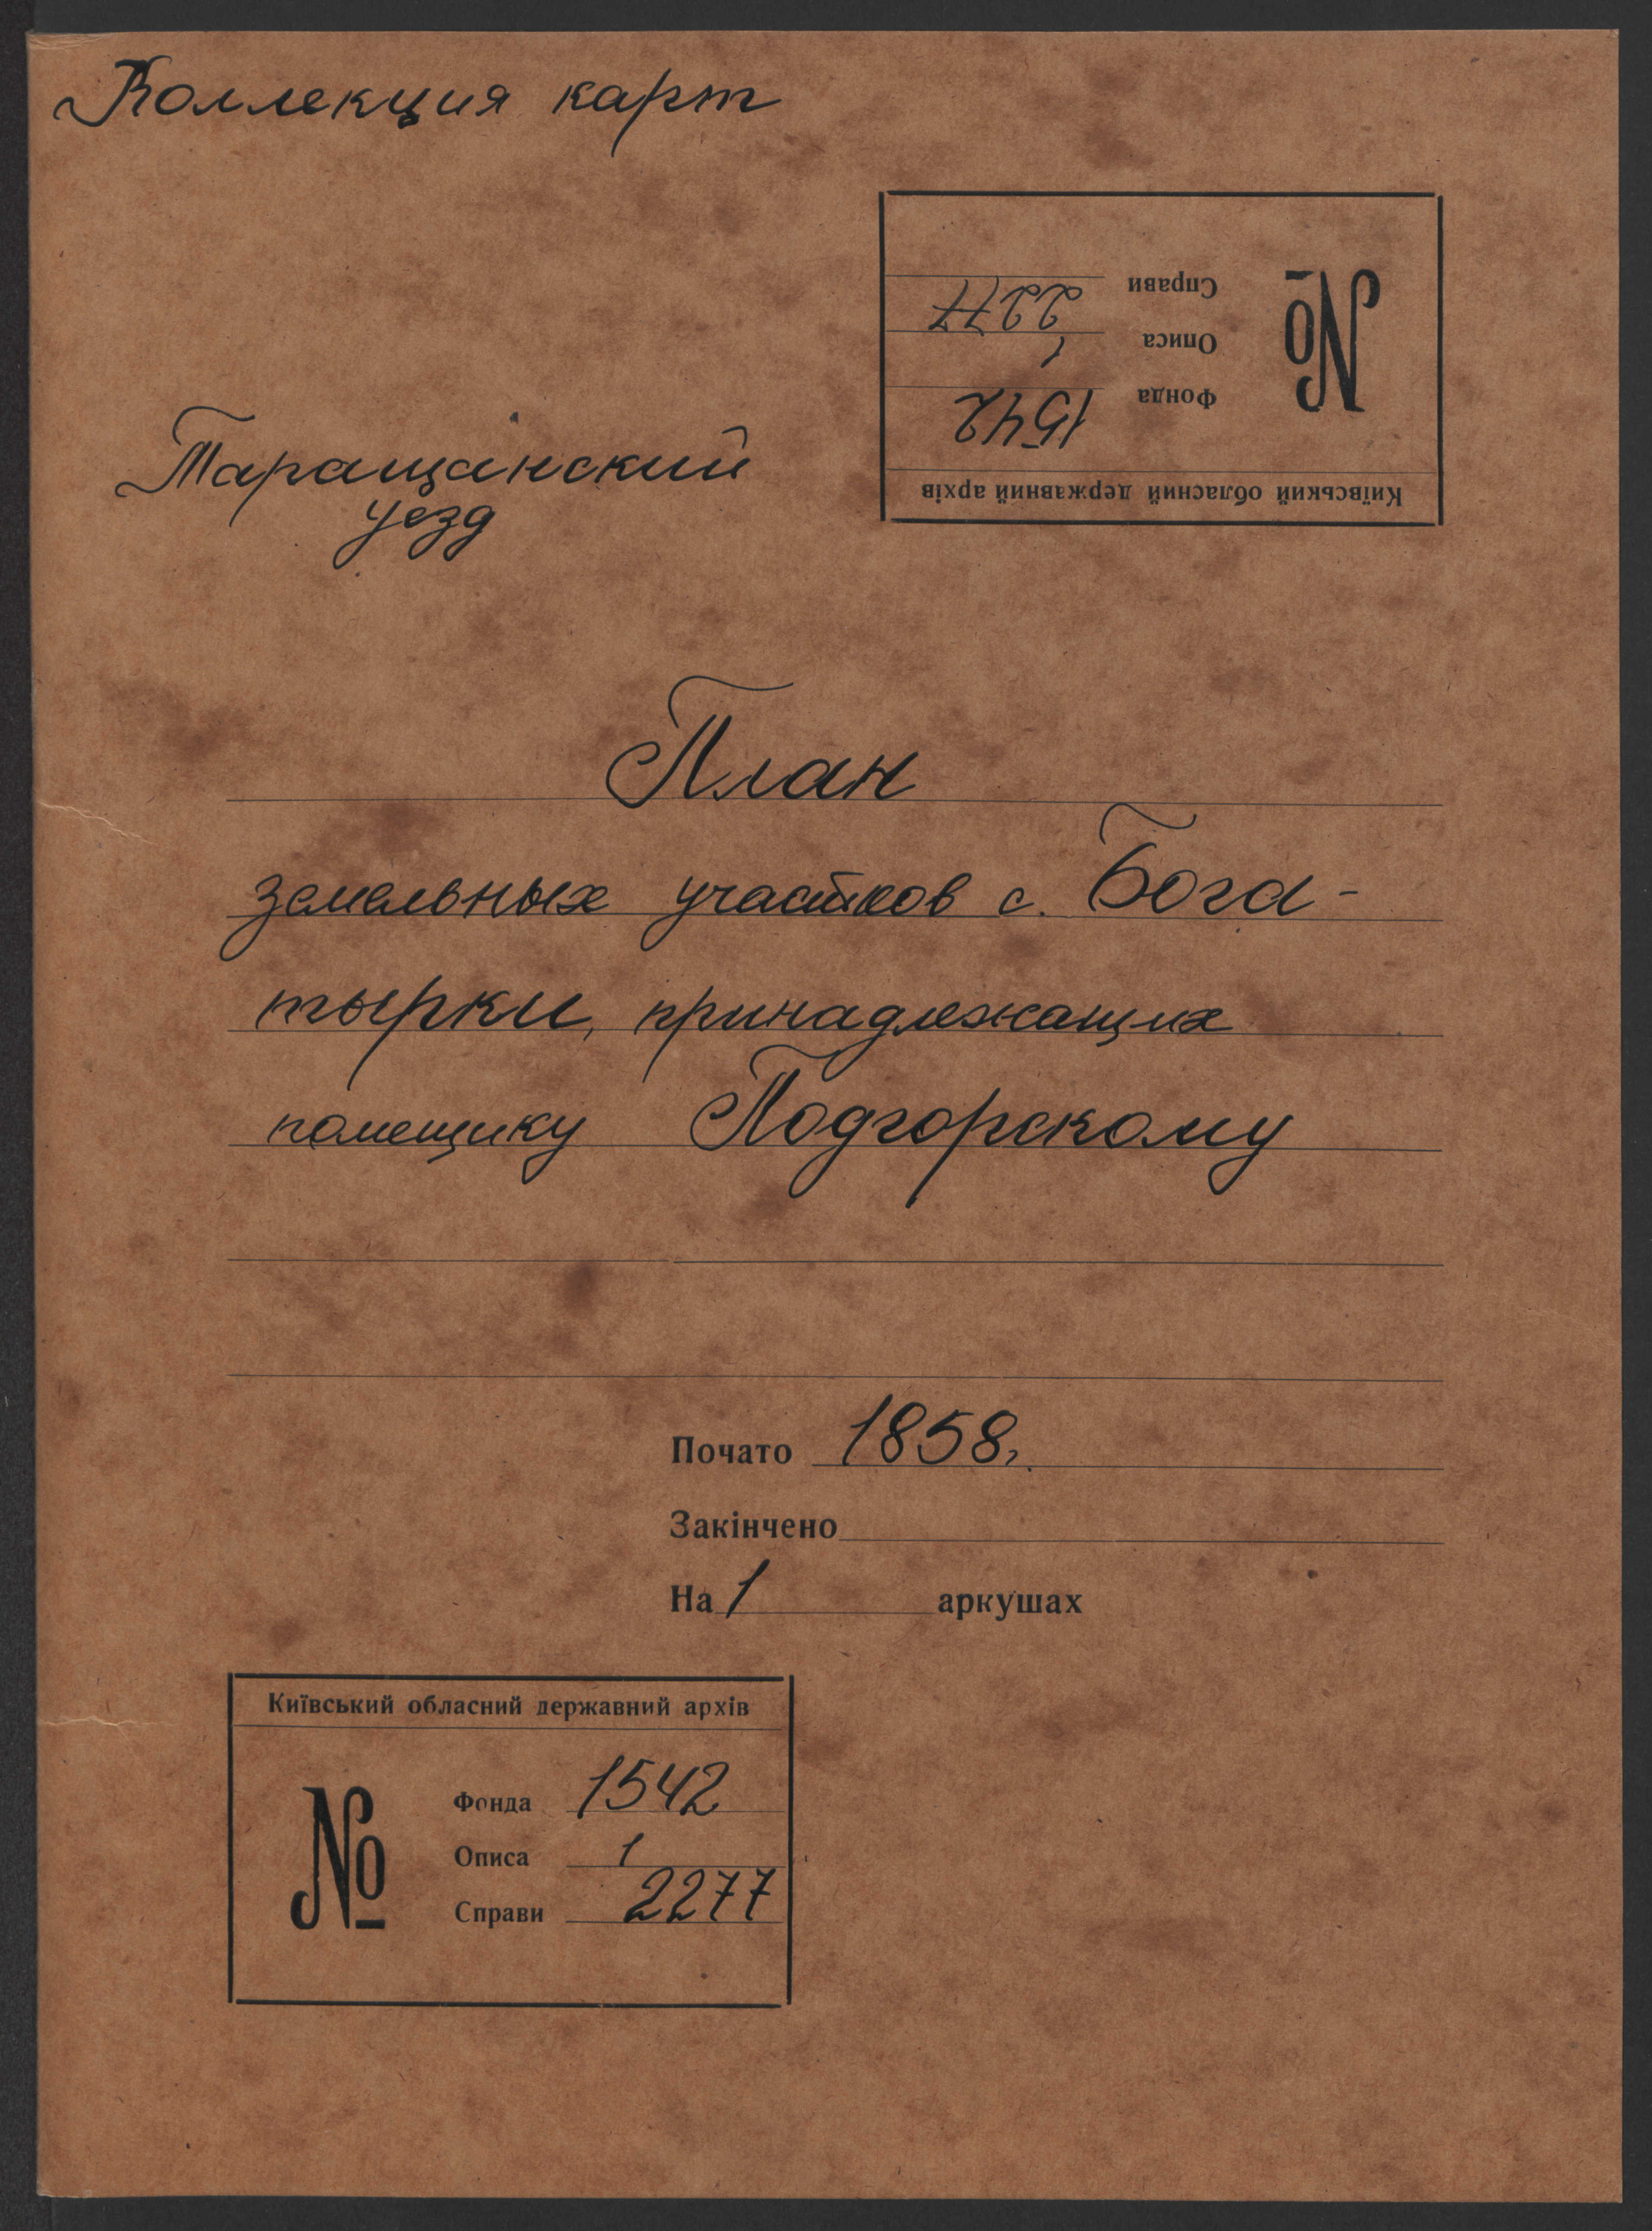 Коллекция карт
Київський обласний державний архів
№
Фонда 1542
Описа 1
Справи 2277
Таращанский
уезд
План
земельных участков с. Бога-
тырки, принадлежащих
помещику Подгорскому
Почато 1858г.
Закінчено
На 1 аркушах
Київський обласний державний архів
№
Фонда 1542
Описа 1
Справи 2277